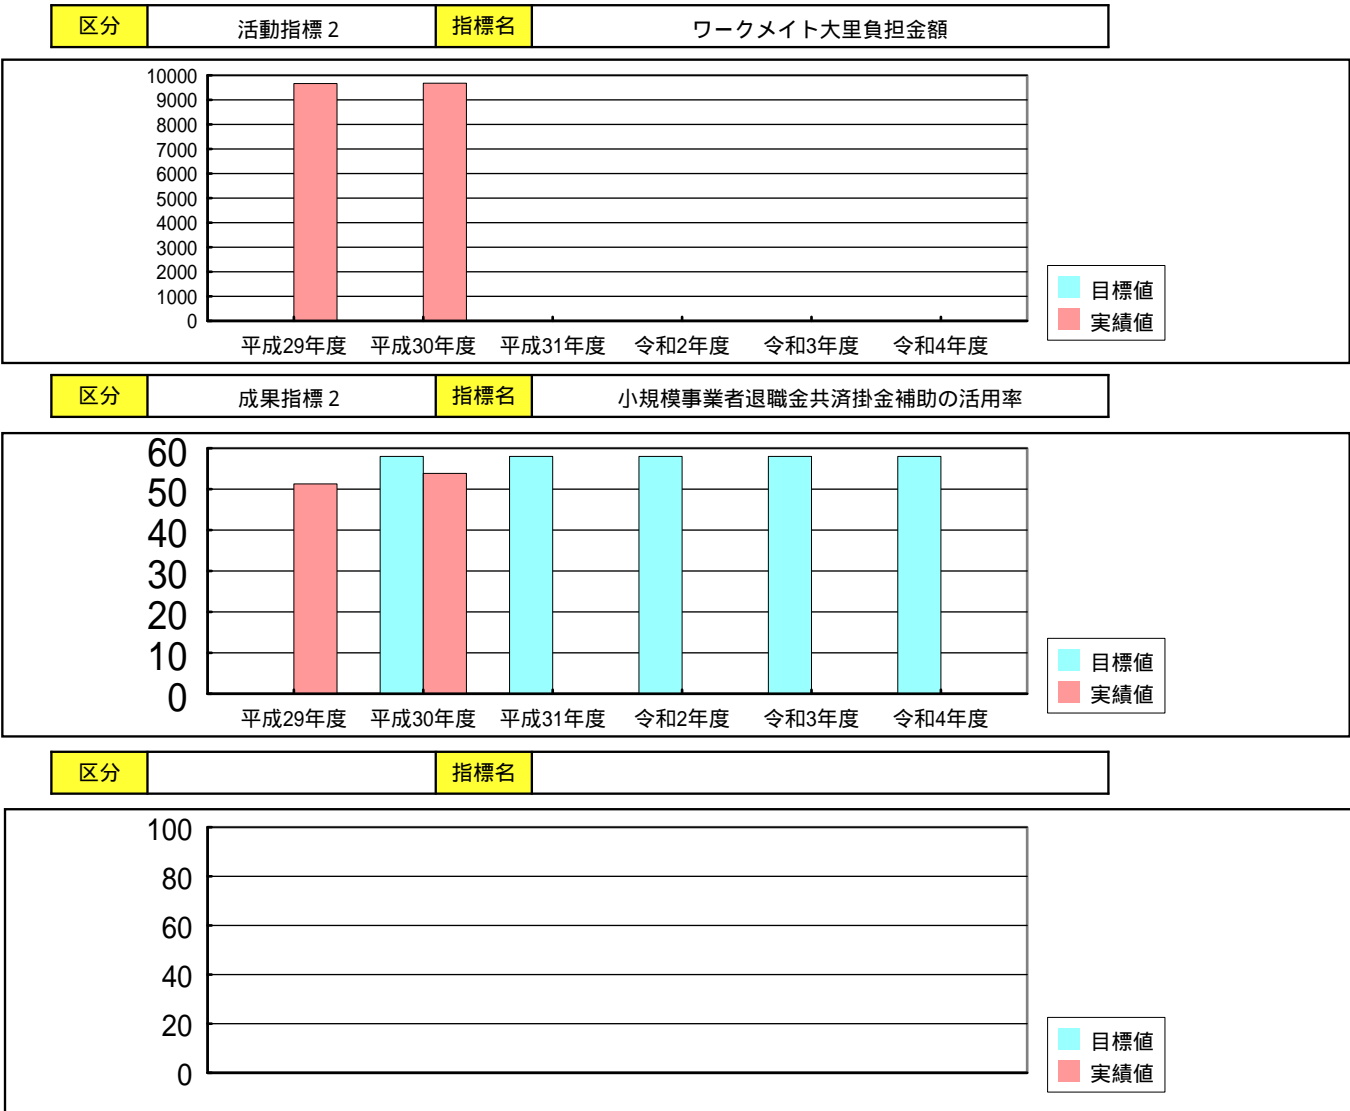 区分 活動指標２ 指標名 ワークメイト大里負担金額
10000
9000
8000
7000
6000
5000
4000
3000
2000
1000
0
平成29年度 平成30年度 平成31年度 令和2年度 令和3年度 令和4年度
目標値
実績値
区分 成果指標２ 指標名 小規模事業者退職金共済掛金補助の活用率
60
50
40
30
20
10
0
平成29年度 平成30年度 平成31年度 令和2年度 令和3年度 令和4年度
目標値
実績値
区分 指標名
100
80
60
40
20
0
目標値
実績値